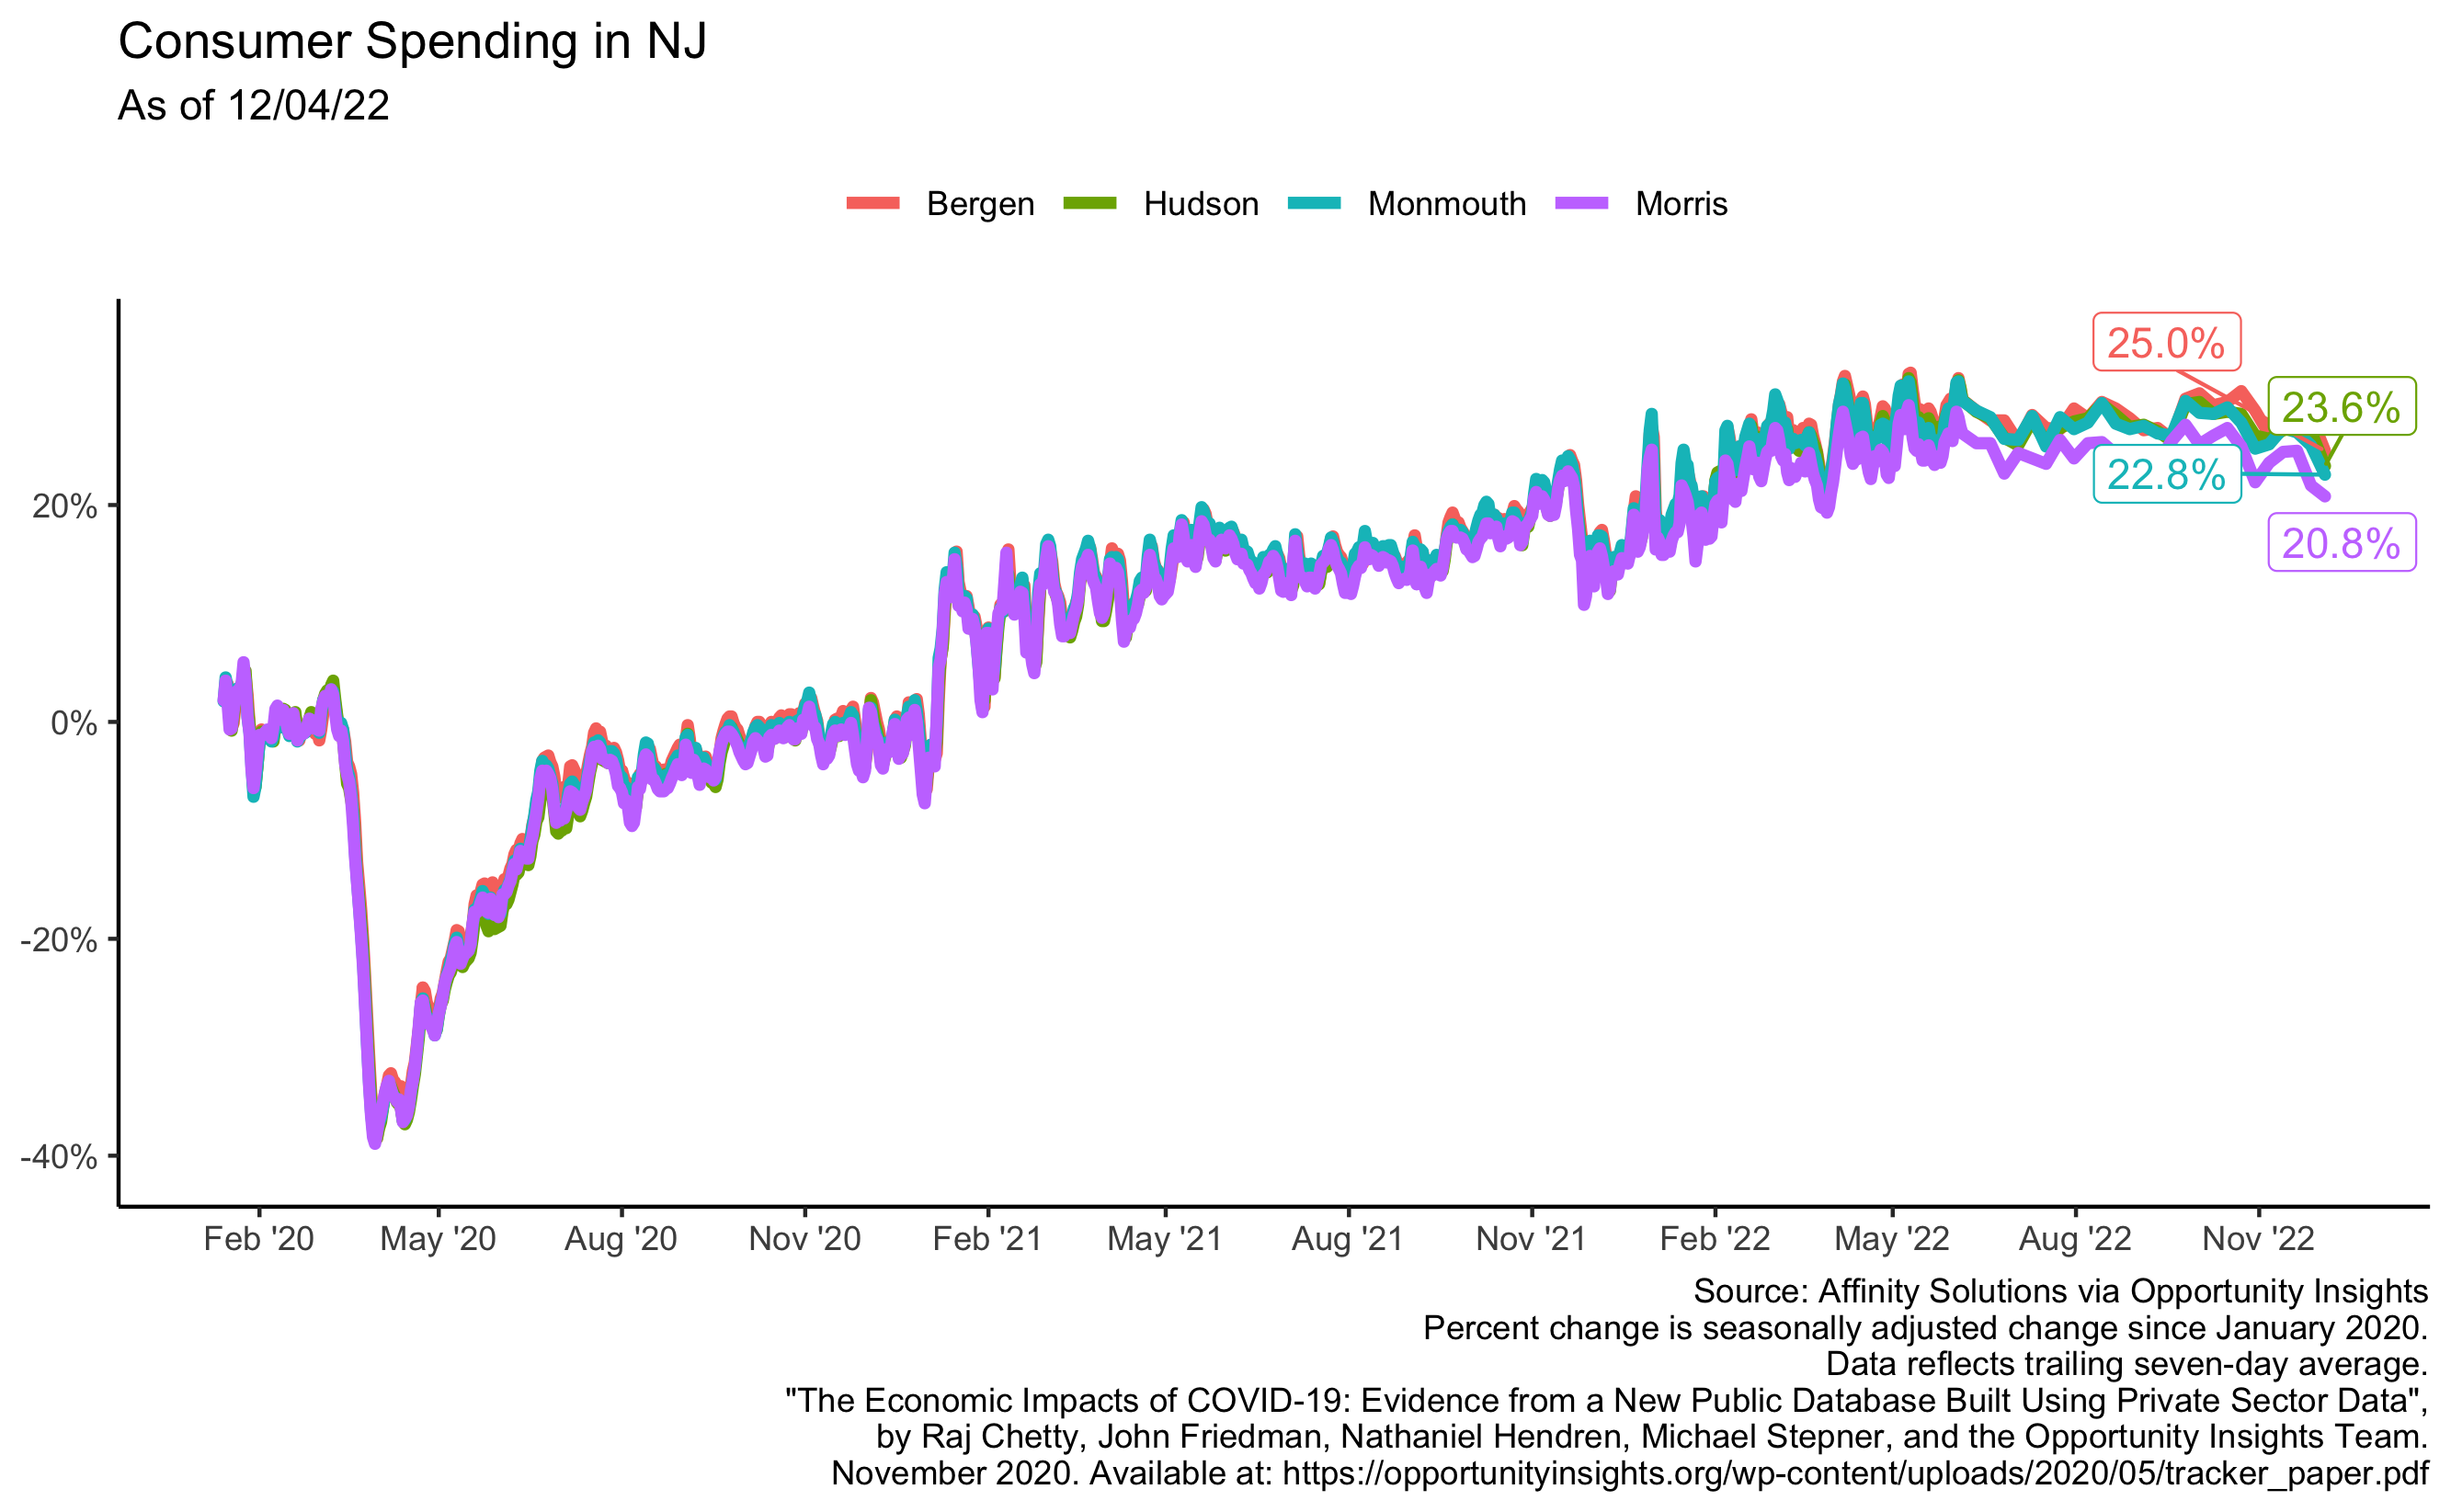 Consumer Spending in NJ
As of 12/04/22
Bergen Hudson Monmouth Morris
25.0%
23.6%
22.8%
20.8%
20%
0%
-20%
-40%
Feb '20 May '20 Aug '20 Nov '20 Feb '21 May '21 Aug '21 Nov '21 Feb '22 May '22 Aug '22 Nov '22
Source: Affinity Solutions via Opportunity Insights
Percent change is seasonally adjusted change since January 2020.
Data reflects trailing seven-day average.
"The Economic Impacts of COVID-19: Evidence from a New Public Database Built Using Private Sector Data",
by Raj Chetty, John Friedman, Nathaniel Hendren, Michael Stepner, and the Opportunity Insights Team.
November 2020. Available at: https://opportunityinsights.org/wp-content/uploads/2020/05/tracker_paper.pdf